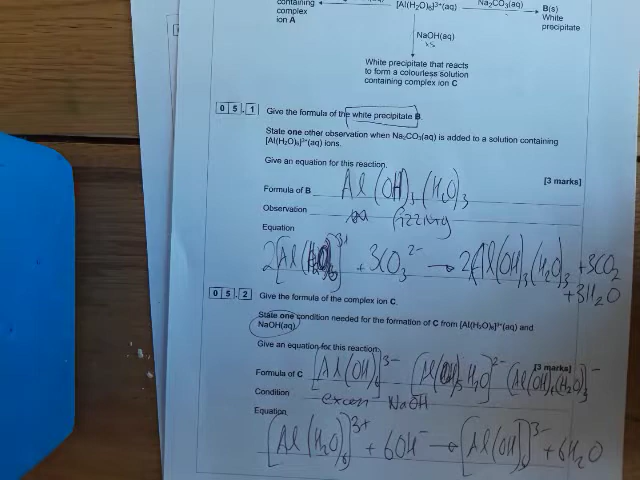 containing
complex
ion A
[Al(H₂O)₆]³⁺(aq)
Na₂CO₃(aq)
B(s)
White
precipitate
NaOH(aq)
xs
White precipitate that reacts
to form a colourless solution
containing complex ion C
0 5 . 1 Give the formula of the white precipitate B.
State one other observation when Na₂CO₃(aq) is added to a solution containing
[Al(H₂O)₆]³⁺(aq) ions.
Give an equation for this reaction.
[3 marks]
Formula of B Al(OH)₃(H₂O)₃
Observation fizzing
Equation
2[Al(H₂O)₆]³⁺ + 3CO₃²⁻ → 2Al(OH)₃(H₂O)₃ + 3CO₂
+ 3H₂O
0 5 . 2 Give the formula of the complex ion C.
State one condition needed for the formation of C from [Al(H₂O)₆]³⁺(aq) and
NaOH(aq)
Give an equation for this reaction.
[3 marks]
Formula of C [Al(OH)₆]³⁻ [Al(OH)₅H₂O]²⁻ [Al(OH)₄(H₂O)₂]⁻
Condition excess NaOH
Equation
[Al(H₂O)₆]³⁺ + 6OH⁻ → [Al(OH)₆]³⁻ + 6H₂O